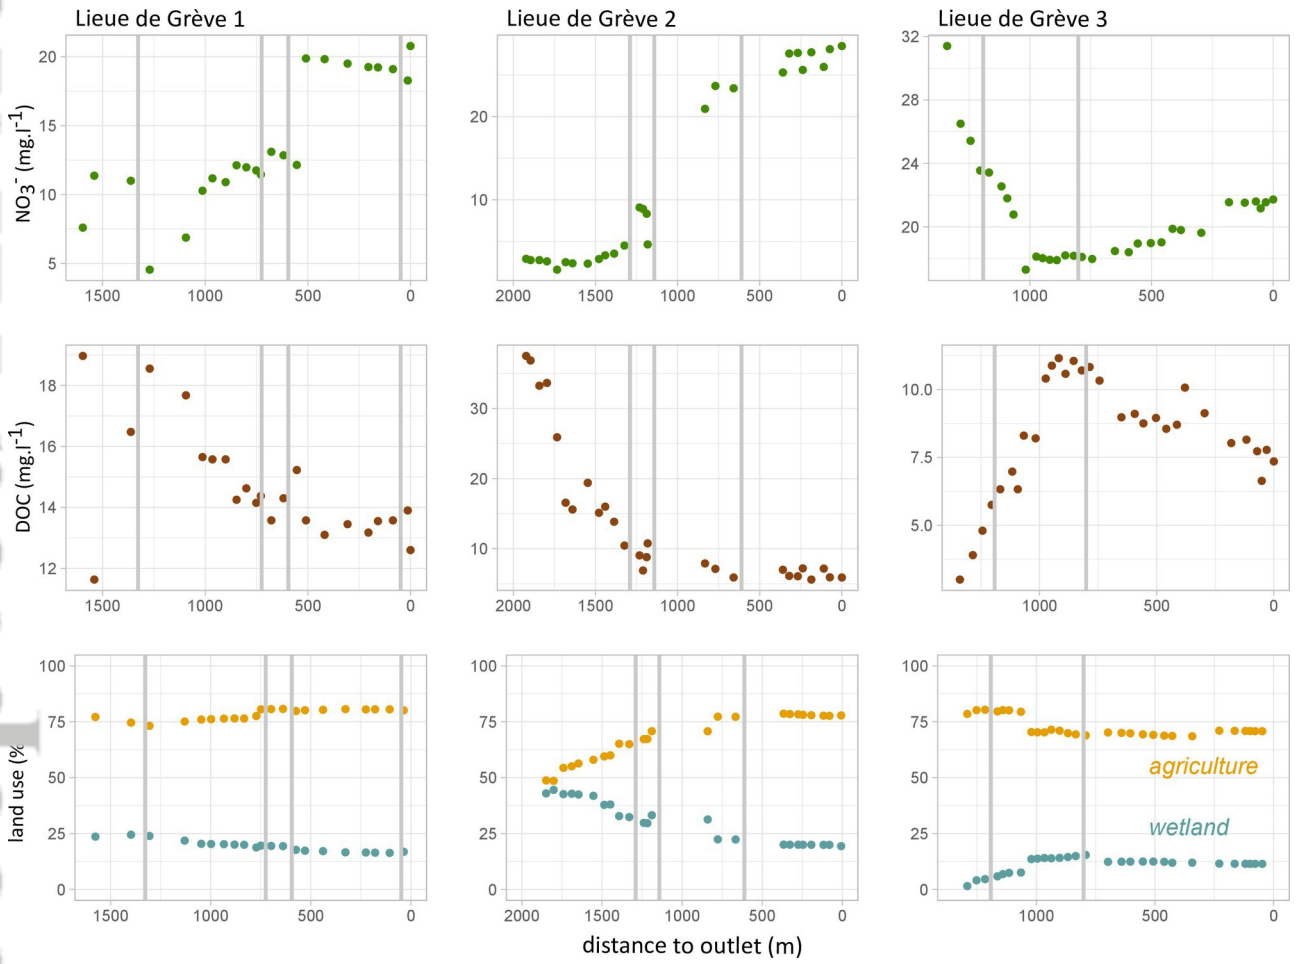 Lieue de Grève 1
Lieue de Grève 2
Lieue de Grève 3
NO3- (mg.l-1)
20
15
10
5
1500 1000 500 0
20
10
2000 1500 1000 500 0
32
28
24
20
1000 500 0
DOC (mg.l-1)
18
16
14
12
1500 1000 500 0
30
20
10
2000 1500 1000 500 0
10.0
7.5
5.0
1000 500 0
land use (%
100
75
50
25
0
1500 1000 500 0
100
75
50
25
0
2000 1500 1000 500 0
100
75
50
25
0
agriculture
wetland
1000 500 0
distance to outlet (m)